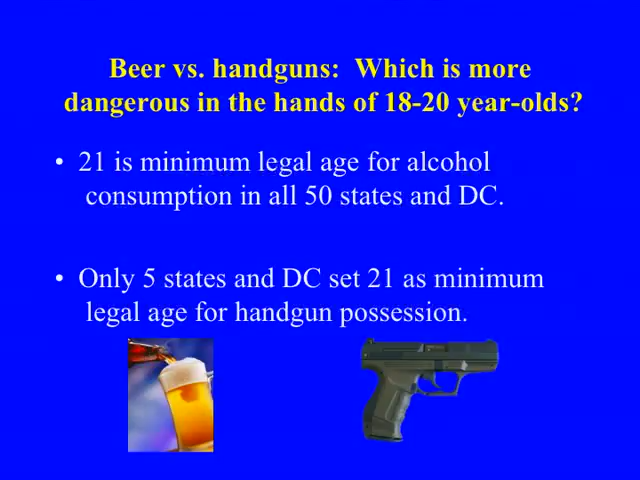 Beer vs. handguns: Which is more
dangerous in the hands of 18-20 year-olds?
• 21 is minimum legal age for alcohol
consumption in all 50 states and DC.
• Only 5 states and DC set 21 as minimum
legal age for handgun possession.